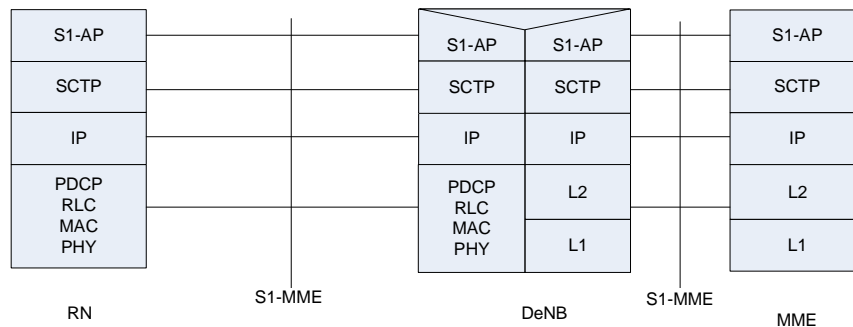 S1-AP
SCTP
IP
PDCP
RLC
MAC
PHY
RN
S1-MME
S1-AP
S1-AP
SCTP
SCTP
IP
IP
PDCP
RLC
MAC
PHY
L2
L1
DeNB
S1-MME
S1-AP
SCTP
IP
L2
L1
MME